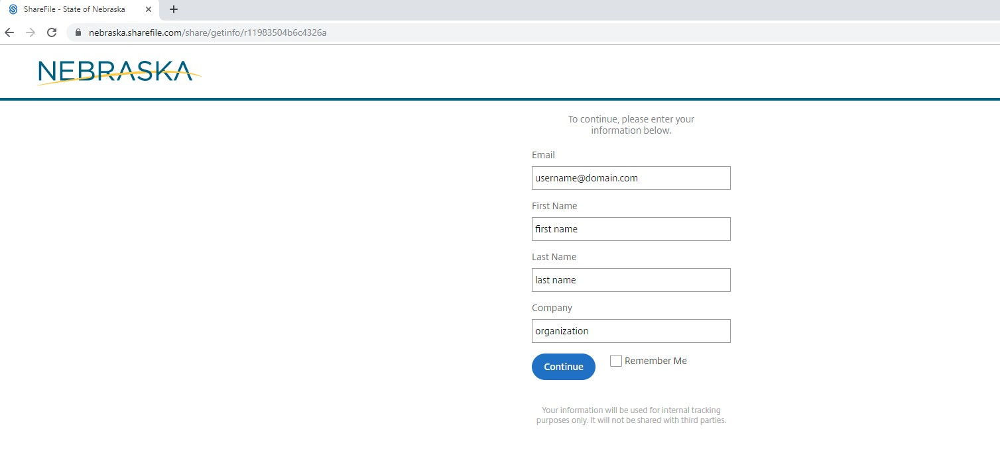 ShareFile - State of Nebraska
nebraska.sharefile.com/share/getinfo/r11983504b6c4326a
NEBRASKA
To continue, please enter your
information below.
Email
username@domain.com
First Name
first name
Last Name
last name
Company
organization
Continue
Remember Me
Your information will be used for internal tracking
purposes only. It will not be shared with third parties.